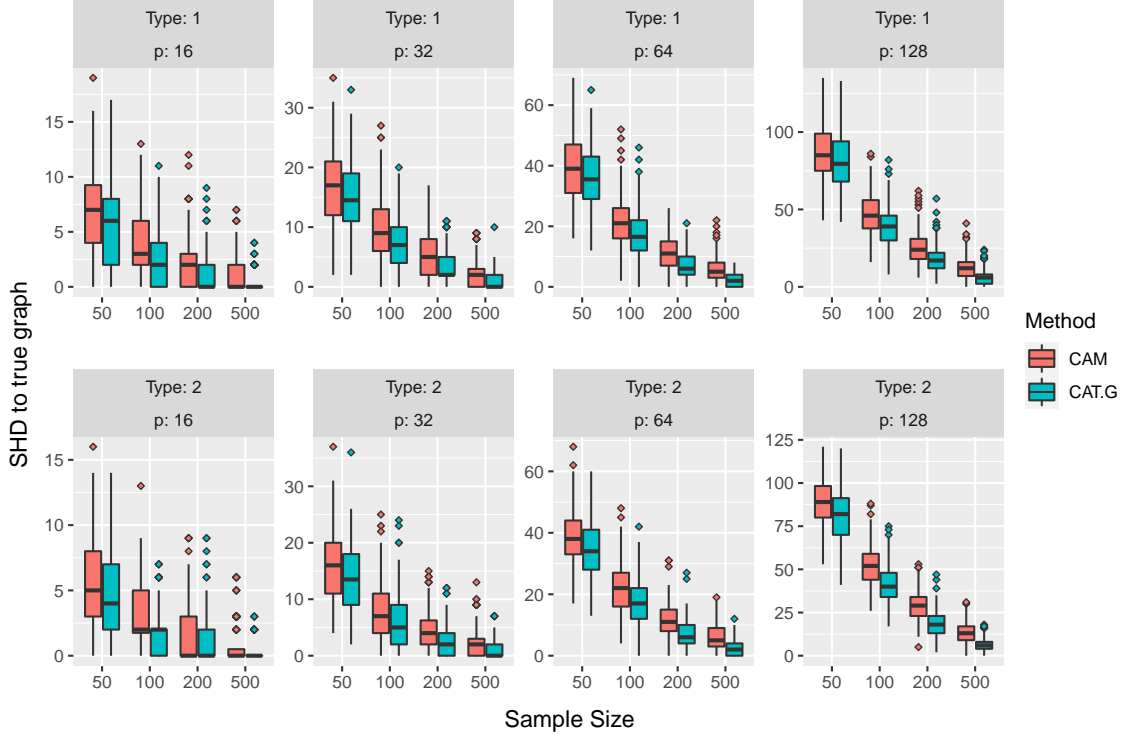 Type: 1
p: 16
Type: 1
p: 32
Type: 1
p: 64
Type: 1
p: 128
15
10
5
0
50 100 200 500
30
20
10
0
50 100 200 500
60
40
20
0
50 100 200 500
100
50
0
50 100 200 500
Type: 2
p: 16
Type: 2
p: 32
Type: 2
p: 64
Type: 2
p: 128
15
10
5
0
50 100 200 500
30
20
10
0
50 100 200 500
60
40
20
0
50 100 200 500
125
100
75
50
25
0
50 100 200 500
SHD to true graph
Sample Size
Method
CAM
CAT.G